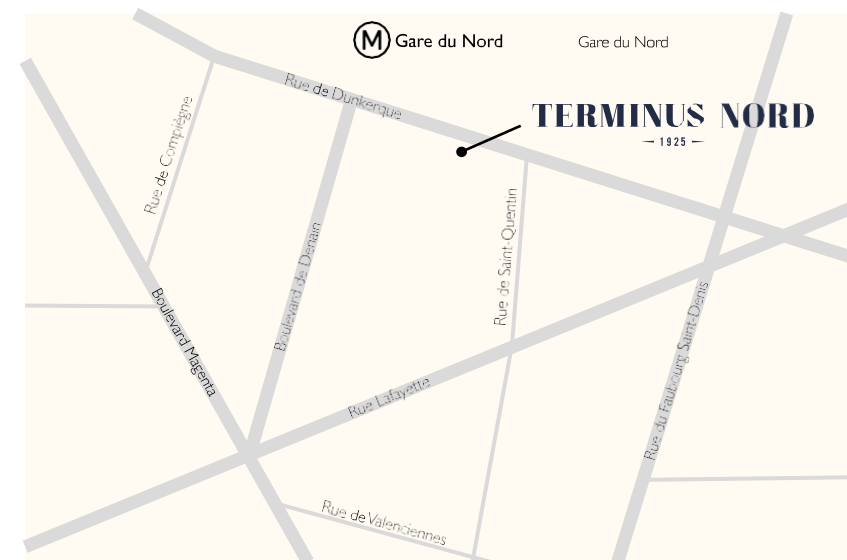 M Gare du Nord
Gare du Nord
Rue de Dunkerque
TERMINUS NORD
1925
Rue de Compiègne
Rue de Saint-Quentin
Boulevard de Denain
Boulevard Magenta
Rue du Faubourg Saint-Denis
Rue Lafayette
Rue de Valenciennes